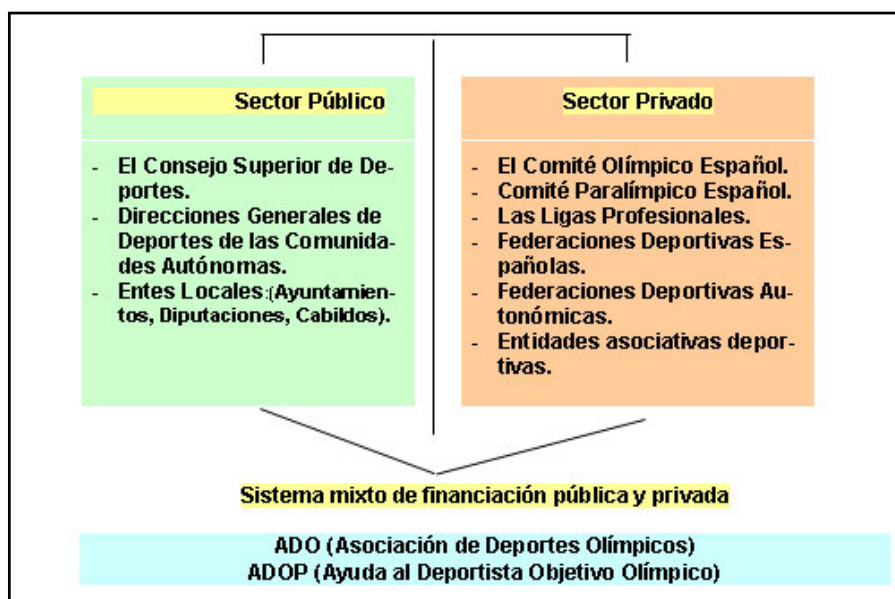 Sector Público
- El Consejo Superior de De-
portes.
- Direcciones Generales de
Deportes de las Comunida-
des Autónomas.
- Entes Locales:(Ayuntamien-
tos, Diputaciones, Cabildos).
Sector Privado
- El Comité Olímpico Español.
- Comité Paralímpico Español.
- Las Ligas Profesionales.
- Federaciones Deportivas Es-
pañolas.
- Federaciones Deportivas Au-
tonómicas.
- Entidades asociativas depor-
tivas.
Sistema mixto de financiación pública y privada
ADO (Asociación de Deportes Olímpicos)
ADOP (Ayuda al Deportista Objetivo Olímpico)